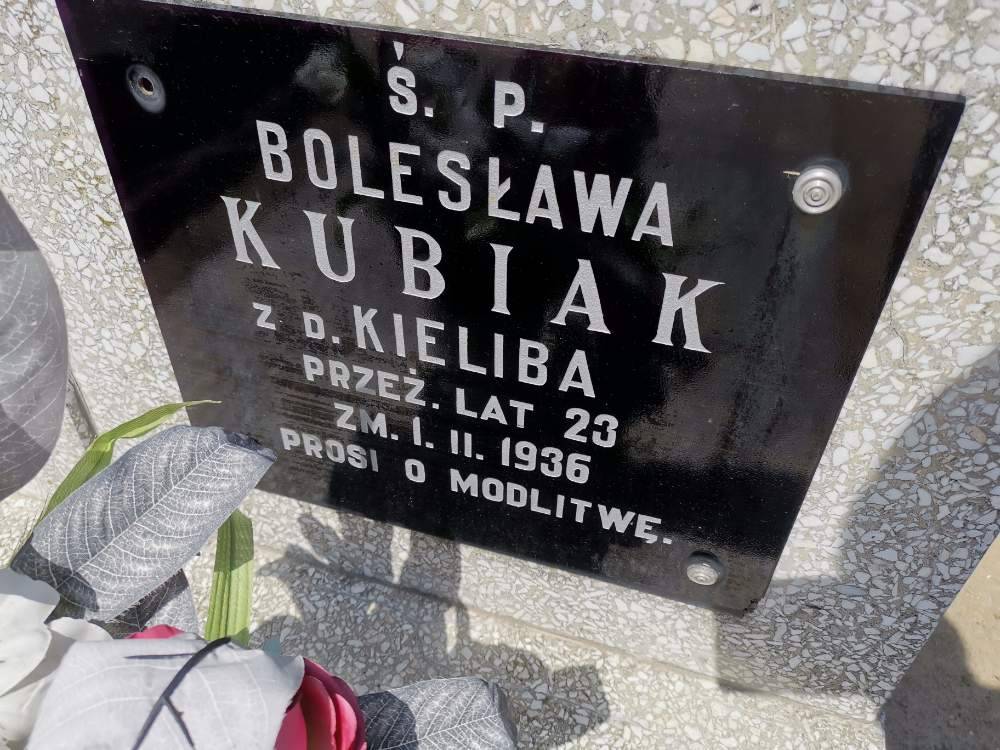 Ś. P.
BOLESŁAWA
KUBIAK
Z D. KIELIBA
PRZEŻ. LAT 23
ZM. 1. II. 1936
PROSI O MODLITWĘ.